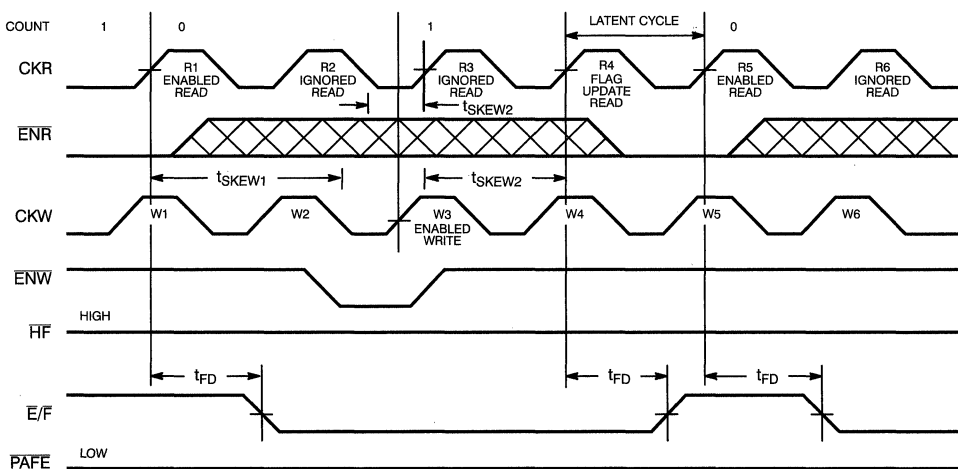 COUNT 1 0 1 LATENT CYCLE 0
CKR
R1 ENABLED READ
R2 IGNORED READ
R3 IGNORED READ
R4 FLAG UPDATE READ
R5 ENABLED READ
R6 IGNORED READ
tSKEW2
ENR
tSKEW1 tSKEW2
CKW
W1
W2
W3 ENABLED WRITE
W4
W5
W6
ENW
HIGH
HF
tFD tFD tFD
E/F
LOW
PAFE